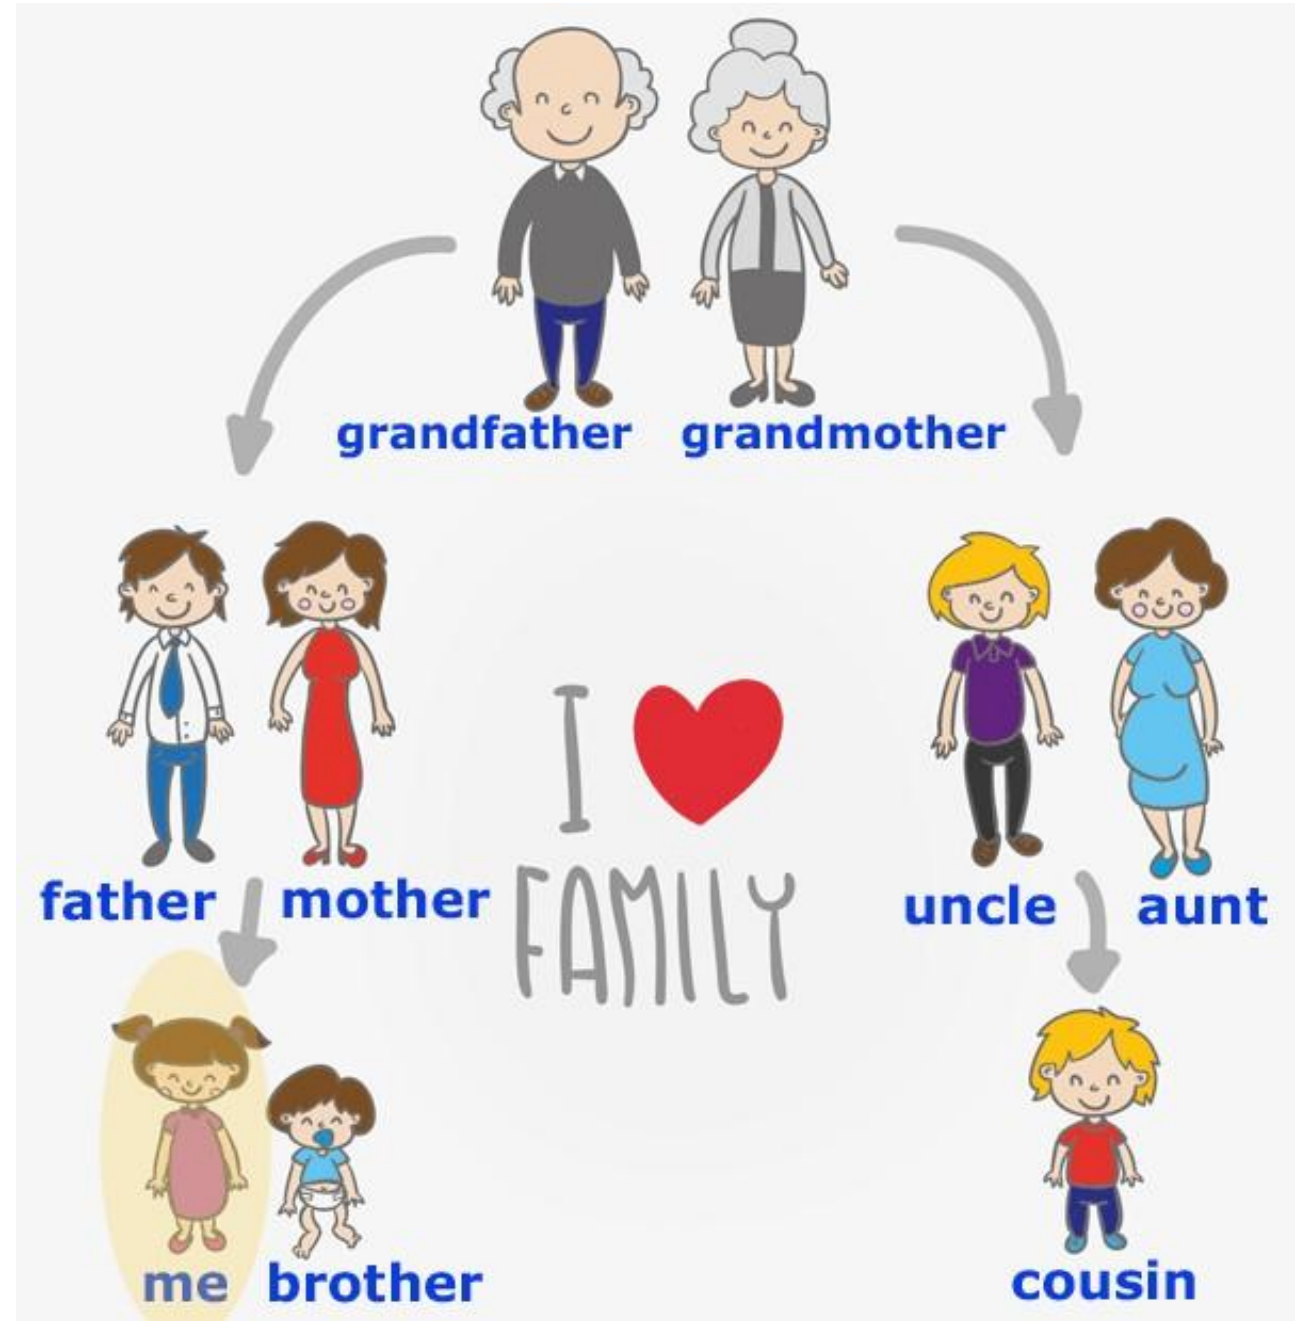 grandfather grandmother
I
FAMILY
father mother
uncle aunt
me brother
cousin